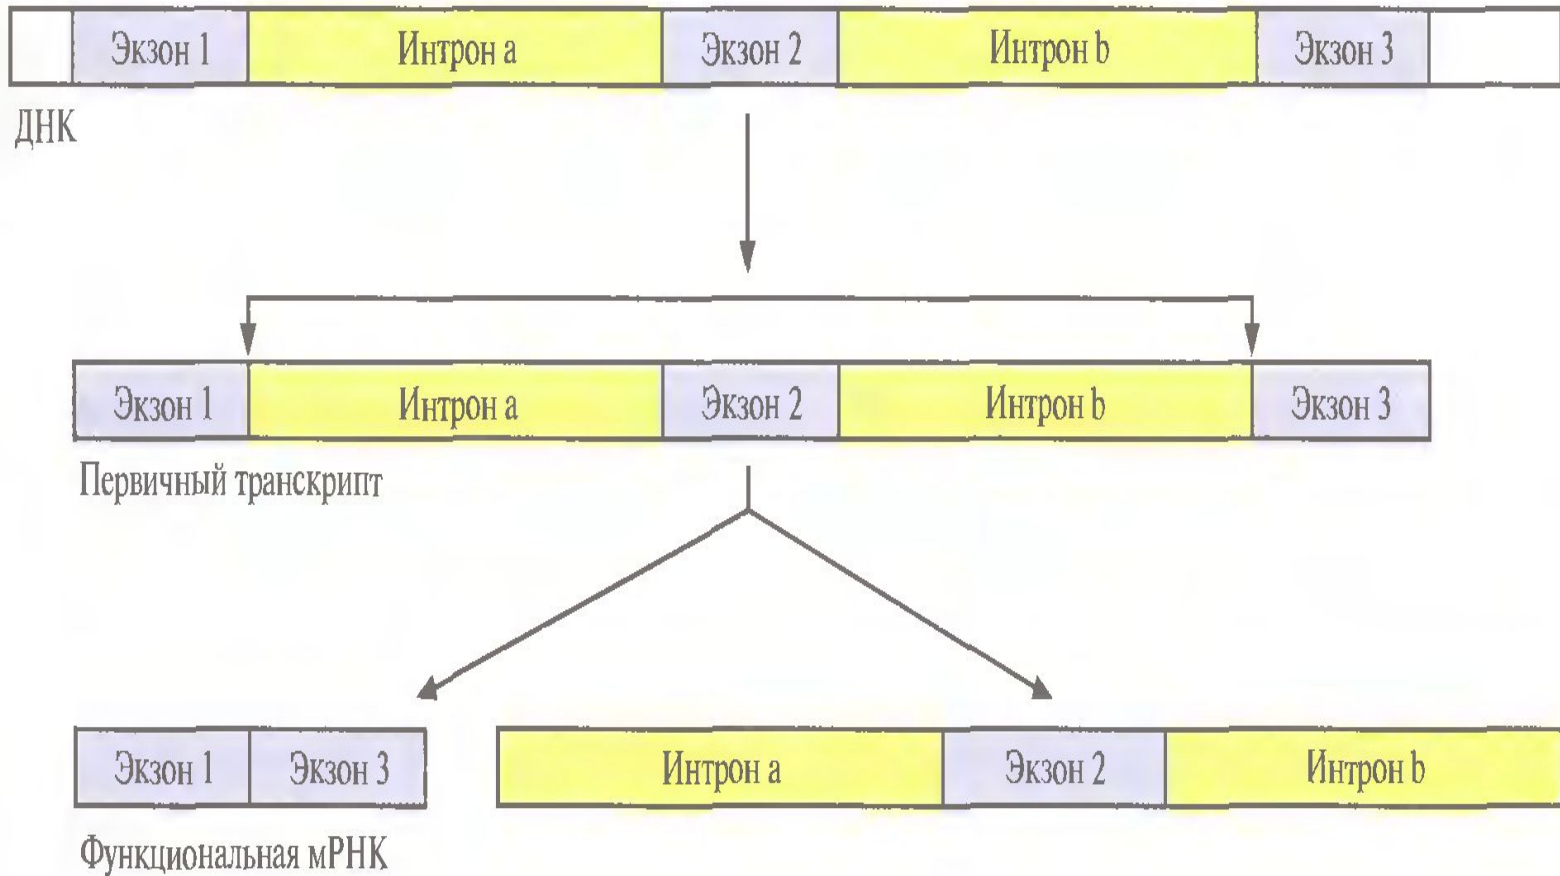 Экзон 1 Интрон a Экзон 2 Интрон b Экзон 3
ДНК
Экзон 1 Интрон a Экзон 2 Интрон b Экзон 3
Первичный транскрипт
Экзон 1 Экзон 3 Интрон a Экзон 2 Интрон b
Функциональная мРНК